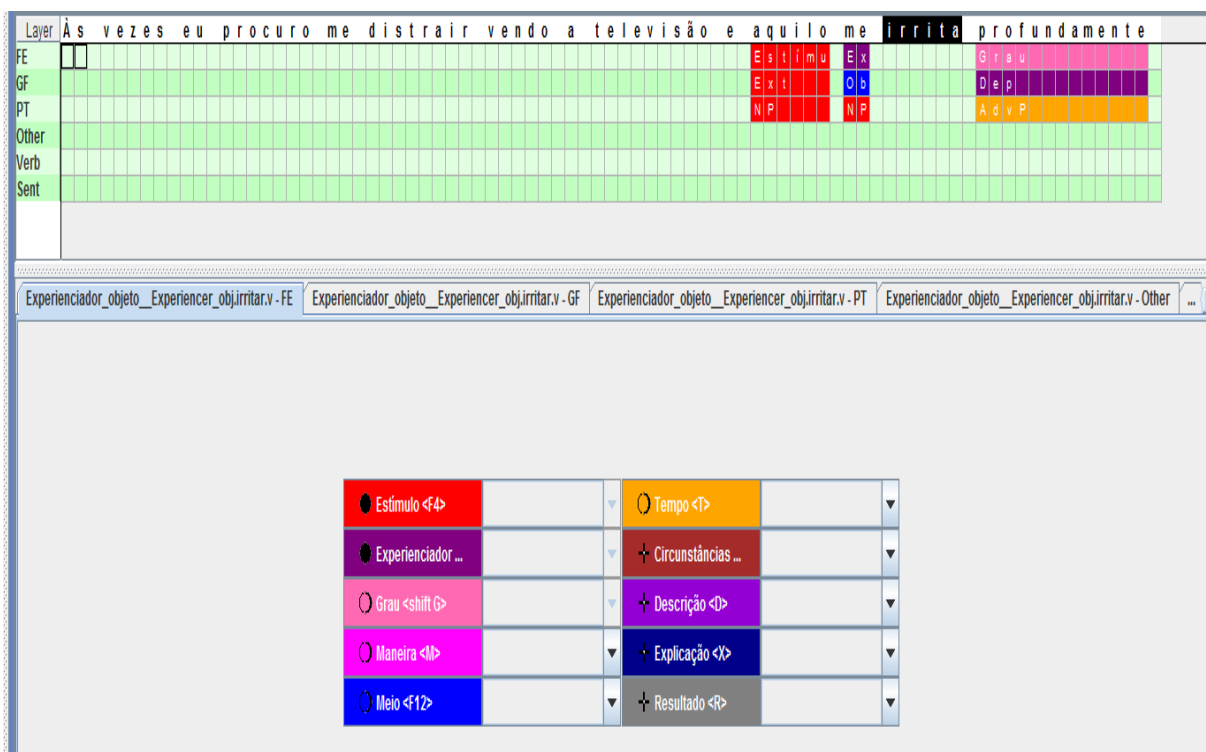 Layer Às vezes eu procuro me distrair vendo a televisão e aquilo me irrita profundamente
FE Estímu Ex Grau
GF Ext Ob Dep
PT NP NP AdvP
Other
Verb
Sent
Experienciador_objeto__Experiencer_obj.irritar.v - FE Experienciador_objeto__Experiencer_obj.irritar.v - GF Experienciador_objeto__Experiencer_obj.irritar.v - PT Experienciador_objeto__Experiencer_obj.irritar.v - Other ...
Estímulo <F4> Tempo <T>
Experienciador ... Circunstâncias ...
Grau <shift G> Descrição <D>
Maneira <M> Explicação <X>
Meio <F12> Resultado <R>